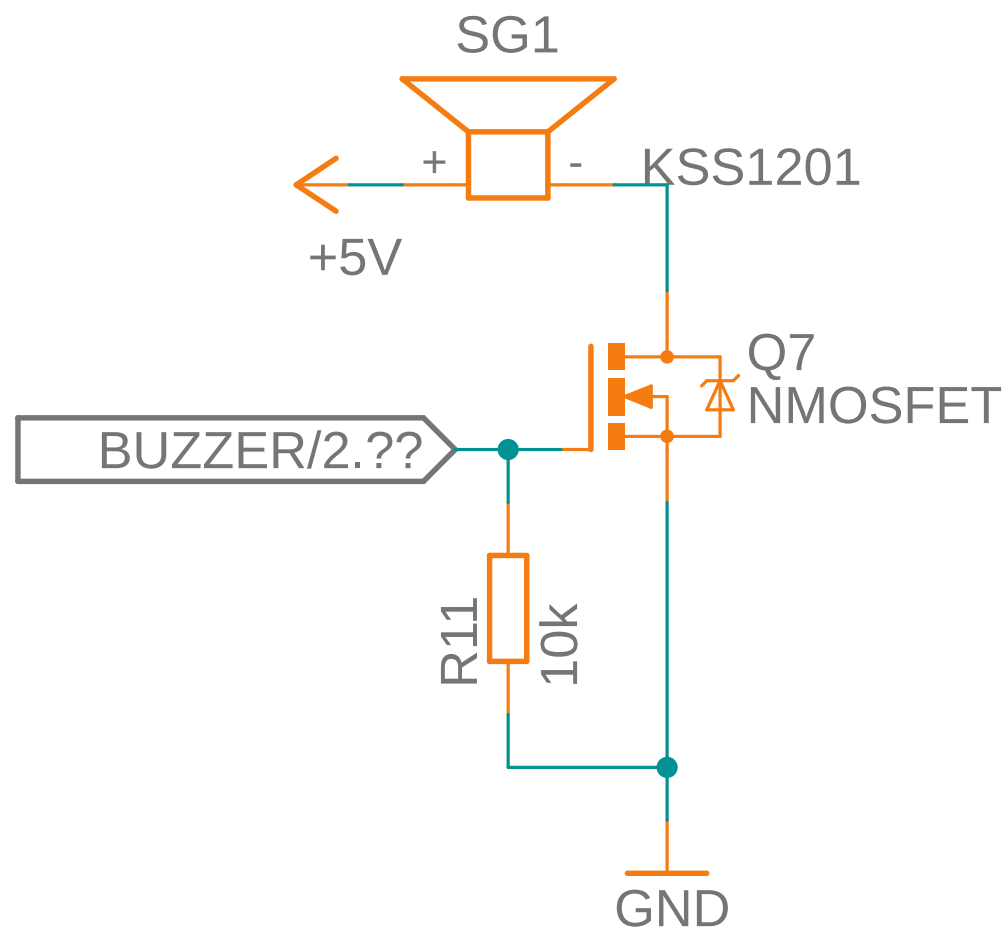 SG1
+
-
KSS1201
+5V
Q7
NMOSFET
BUZZER/2.??
R11
10k
GND